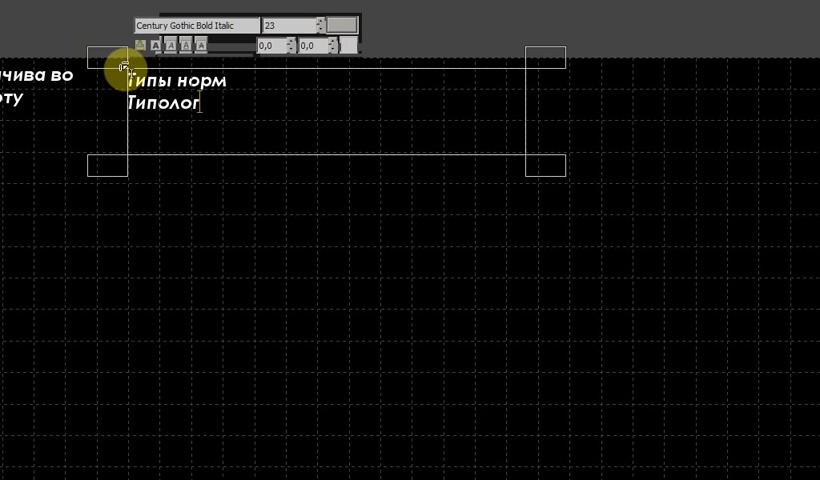 Century Gothic Bold Italic 23
A A A A 0,0 0,0
чива во
Типы норм
оту
Типолог